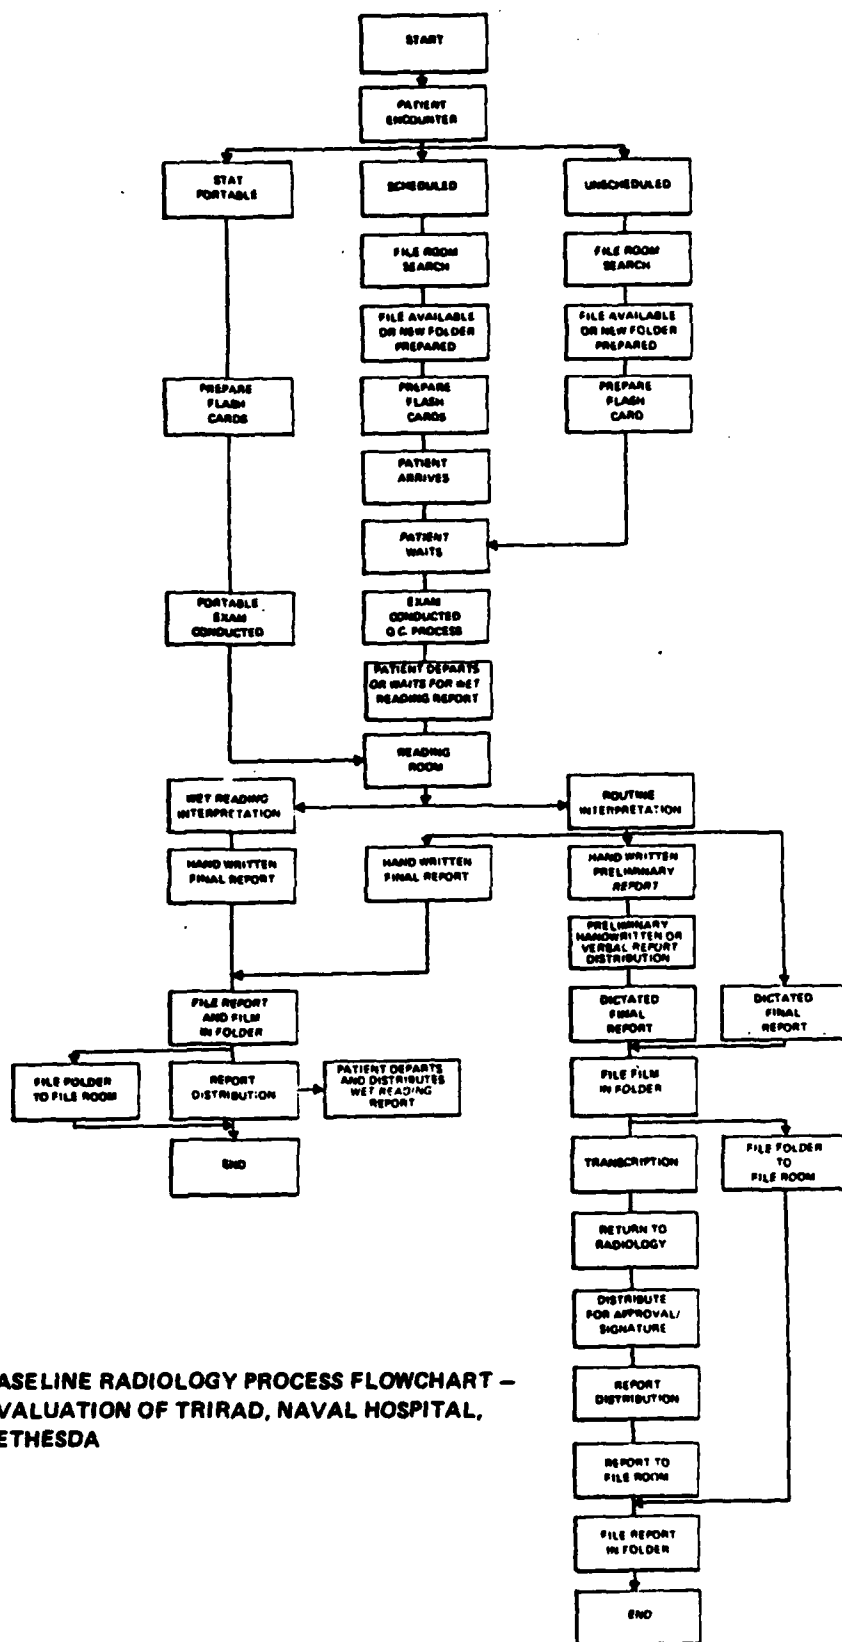 START
PATIENT
ENCOUNTER
STAT
PORTABLE
SCHEDULED
UNSCHEDULED
FILE ROOM
SEARCH
FILE ROOM
SEARCH
FILE AVAILABLE
OR NEW FOLDER
PREPARED
FILE AVAILABLE
OR NEW FOLDER
PREPARED
PREPARE
FLASH
CARDS
PREPARE
FLASH
CARDS
PREPARE
FLASH
CARD
PATIENT
ARRIVES
PATIENT
WAITS
PORTABLE
EXAM
CONDUCTED
EXAM
CONDUCTED
Q.C. PROCESS
PATIENT DEPARTS
OR WAITS FOR WET
READING REPORT
READING
ROOM
WET READING
INTERPRETATION
ROUTINE
INTERPRETATION
HAND WRITTEN
FINAL REPORT
HAND WRITTEN
FINAL REPORT
HAND WRITTEN
PRELIMINARY
REPORT
PRELIMINARY
HANDWRITTEN OR
VERBAL REPORT
DISTRIBUTION
FILE REPORT
AND FILM
IN FOLDER
DICTATED
FINAL
REPORT
DICTATED
FINAL
REPORT
FILE FOLDER
TO FILE ROOM
REPORT
DISTRIBUTION
PATIENT DEPARTS
AND DISTRIBUTES
WET READING
REPORT
FILE FILM
IN FOLDER
END
TRANSCRIPTION
FILE FOLDER
TO
FILE ROOM
RETURN TO
RADIOLOGY
DISTRIBUTE
FOR APPROVAL/
SIGNATURE
REPORT
DISTRIBUTION
REPORT TO
FILE ROOM
FILE REPORT
IN FOLDER
END
ASELINE RADIOLOGY PROCESS FLOWCHART –
VALUATION OF TRIRAD, NAVAL HOSPITAL,
ETHESDA